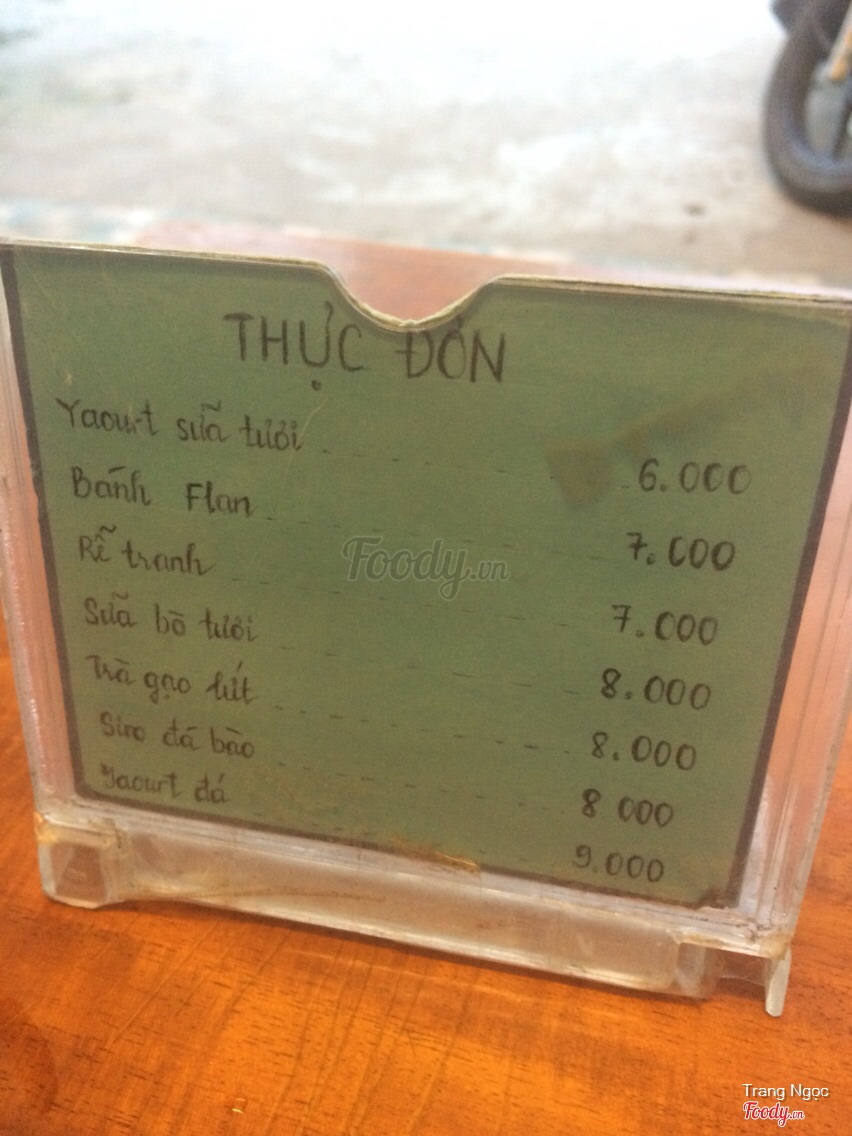 THỰC ĐƠN
Yaourt sữa tươi 6.000
Bánh Flan 7.000
Rễ tranh 7.000
Sữa bò tươi 8.000
Trà gạo lứt 8.000
Siro đá bào 8 000
Yaourt đá 9.000
Foody.vn
Trang Ngọc
Foody.vn